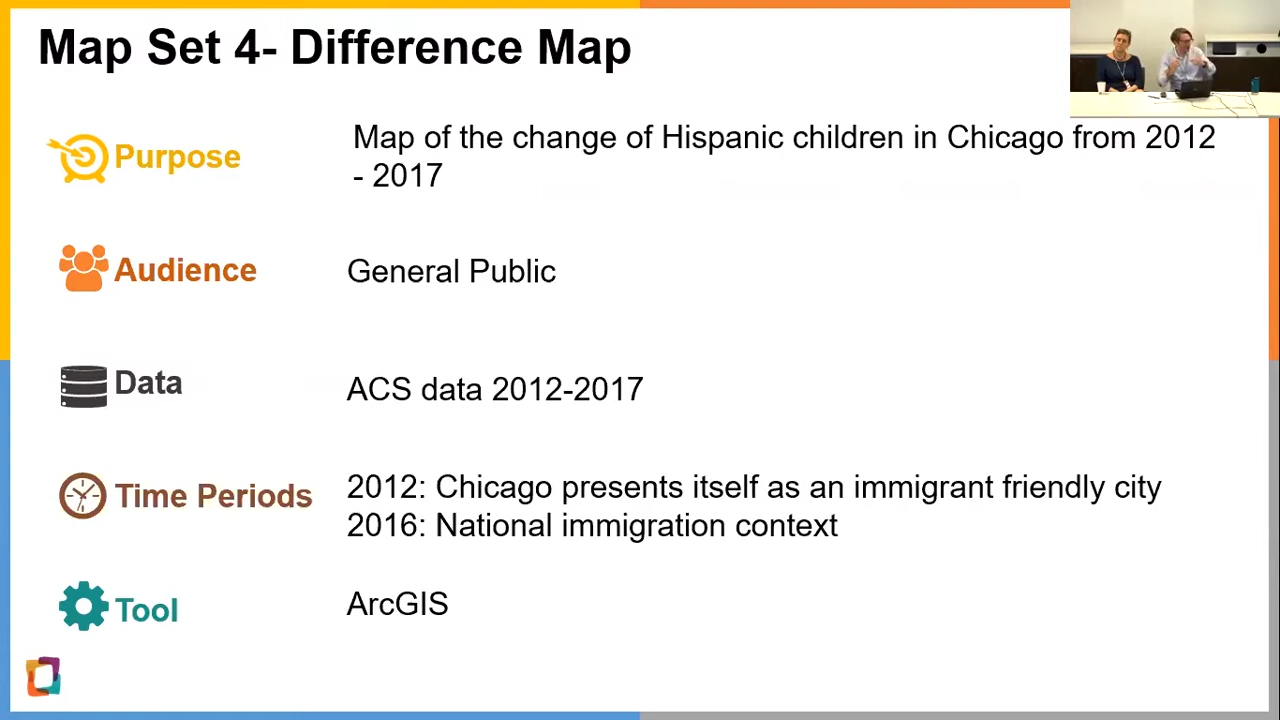 Map Set 4- Difference Map
Purpose
Map of the change of Hispanic children in Chicago from 2012
- 2017
Audience
General Public
Data
ACS data 2012-2017
Time Periods
2012: Chicago presents itself as an immigrant friendly city
2016: National immigration context
Tool
ArcGIS